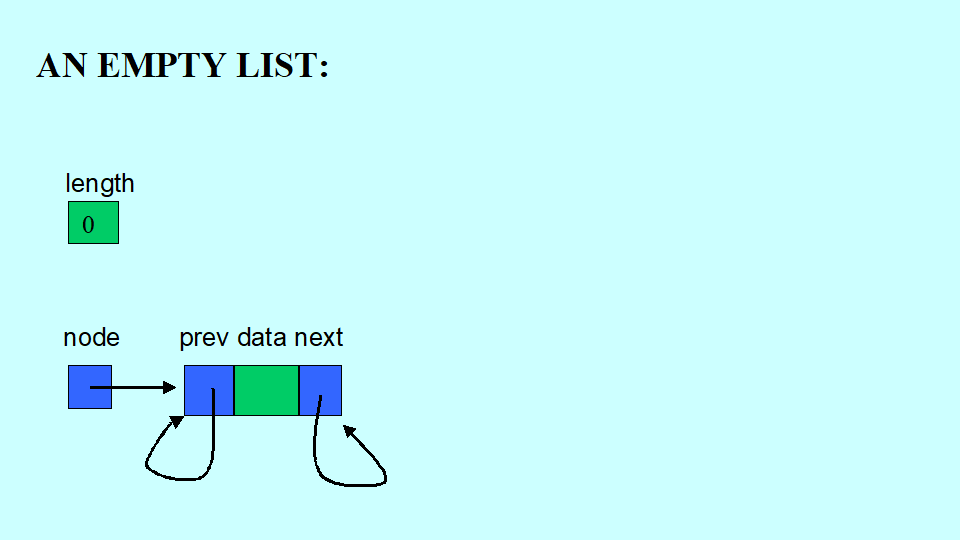 AN EMPTY LIST:
length
0
node prev data next